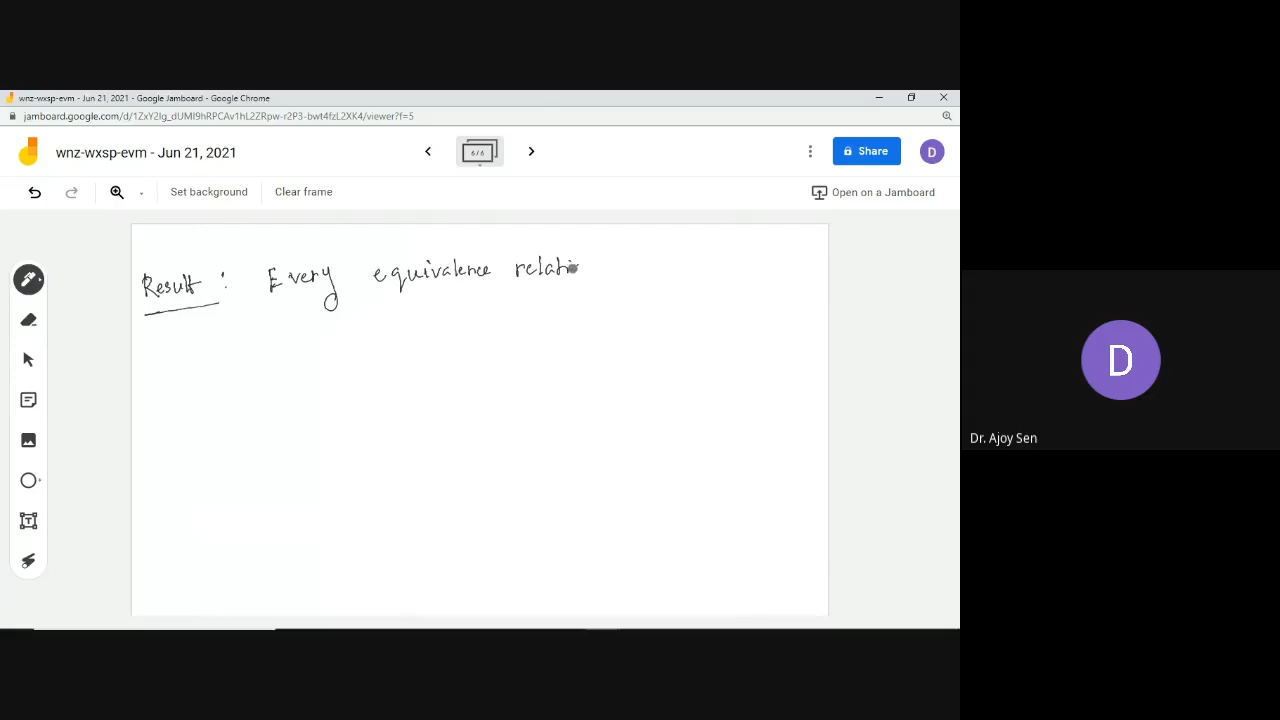 wnz-wxsp-evm - Jun 21, 2021 - Google Jamboard - Google Chrome
jamboard.google.com/d/1ZxY2lg_dUMI9hRPCAv1hL2ZRpw-r2P3-bwt4fzL2XK4/viewer?f=5
wnz-wxsp-evm - Jun 21, 2021
6/6
Share
D
Set background
Clear frame
Open on a Jamboard
Result : Every equivalence relati
D
Dr. Ajoy Sen